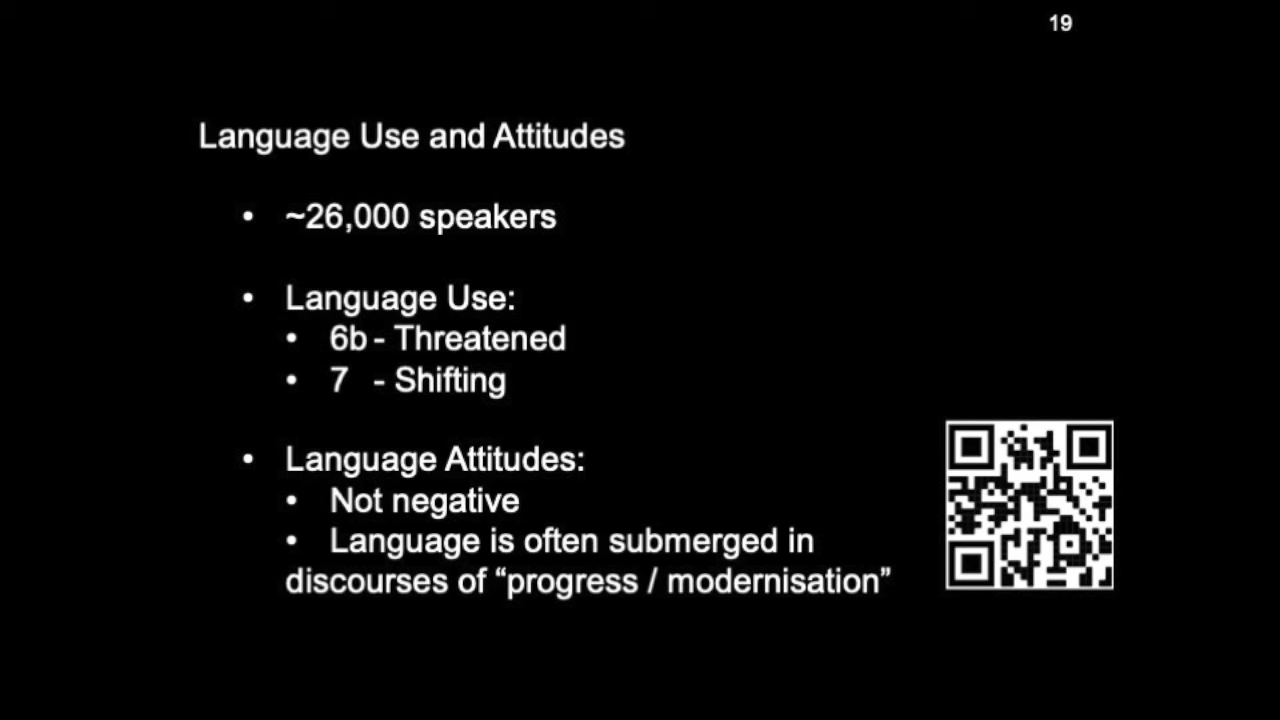 19
Language Use and Attitudes
• ~26,000 speakers
• Language Use:
• 6b - Threatened
• 7 - Shifting
• Language Attitudes:
• Not negative
• Language is often submerged in
discourses of “progress / modernisation”